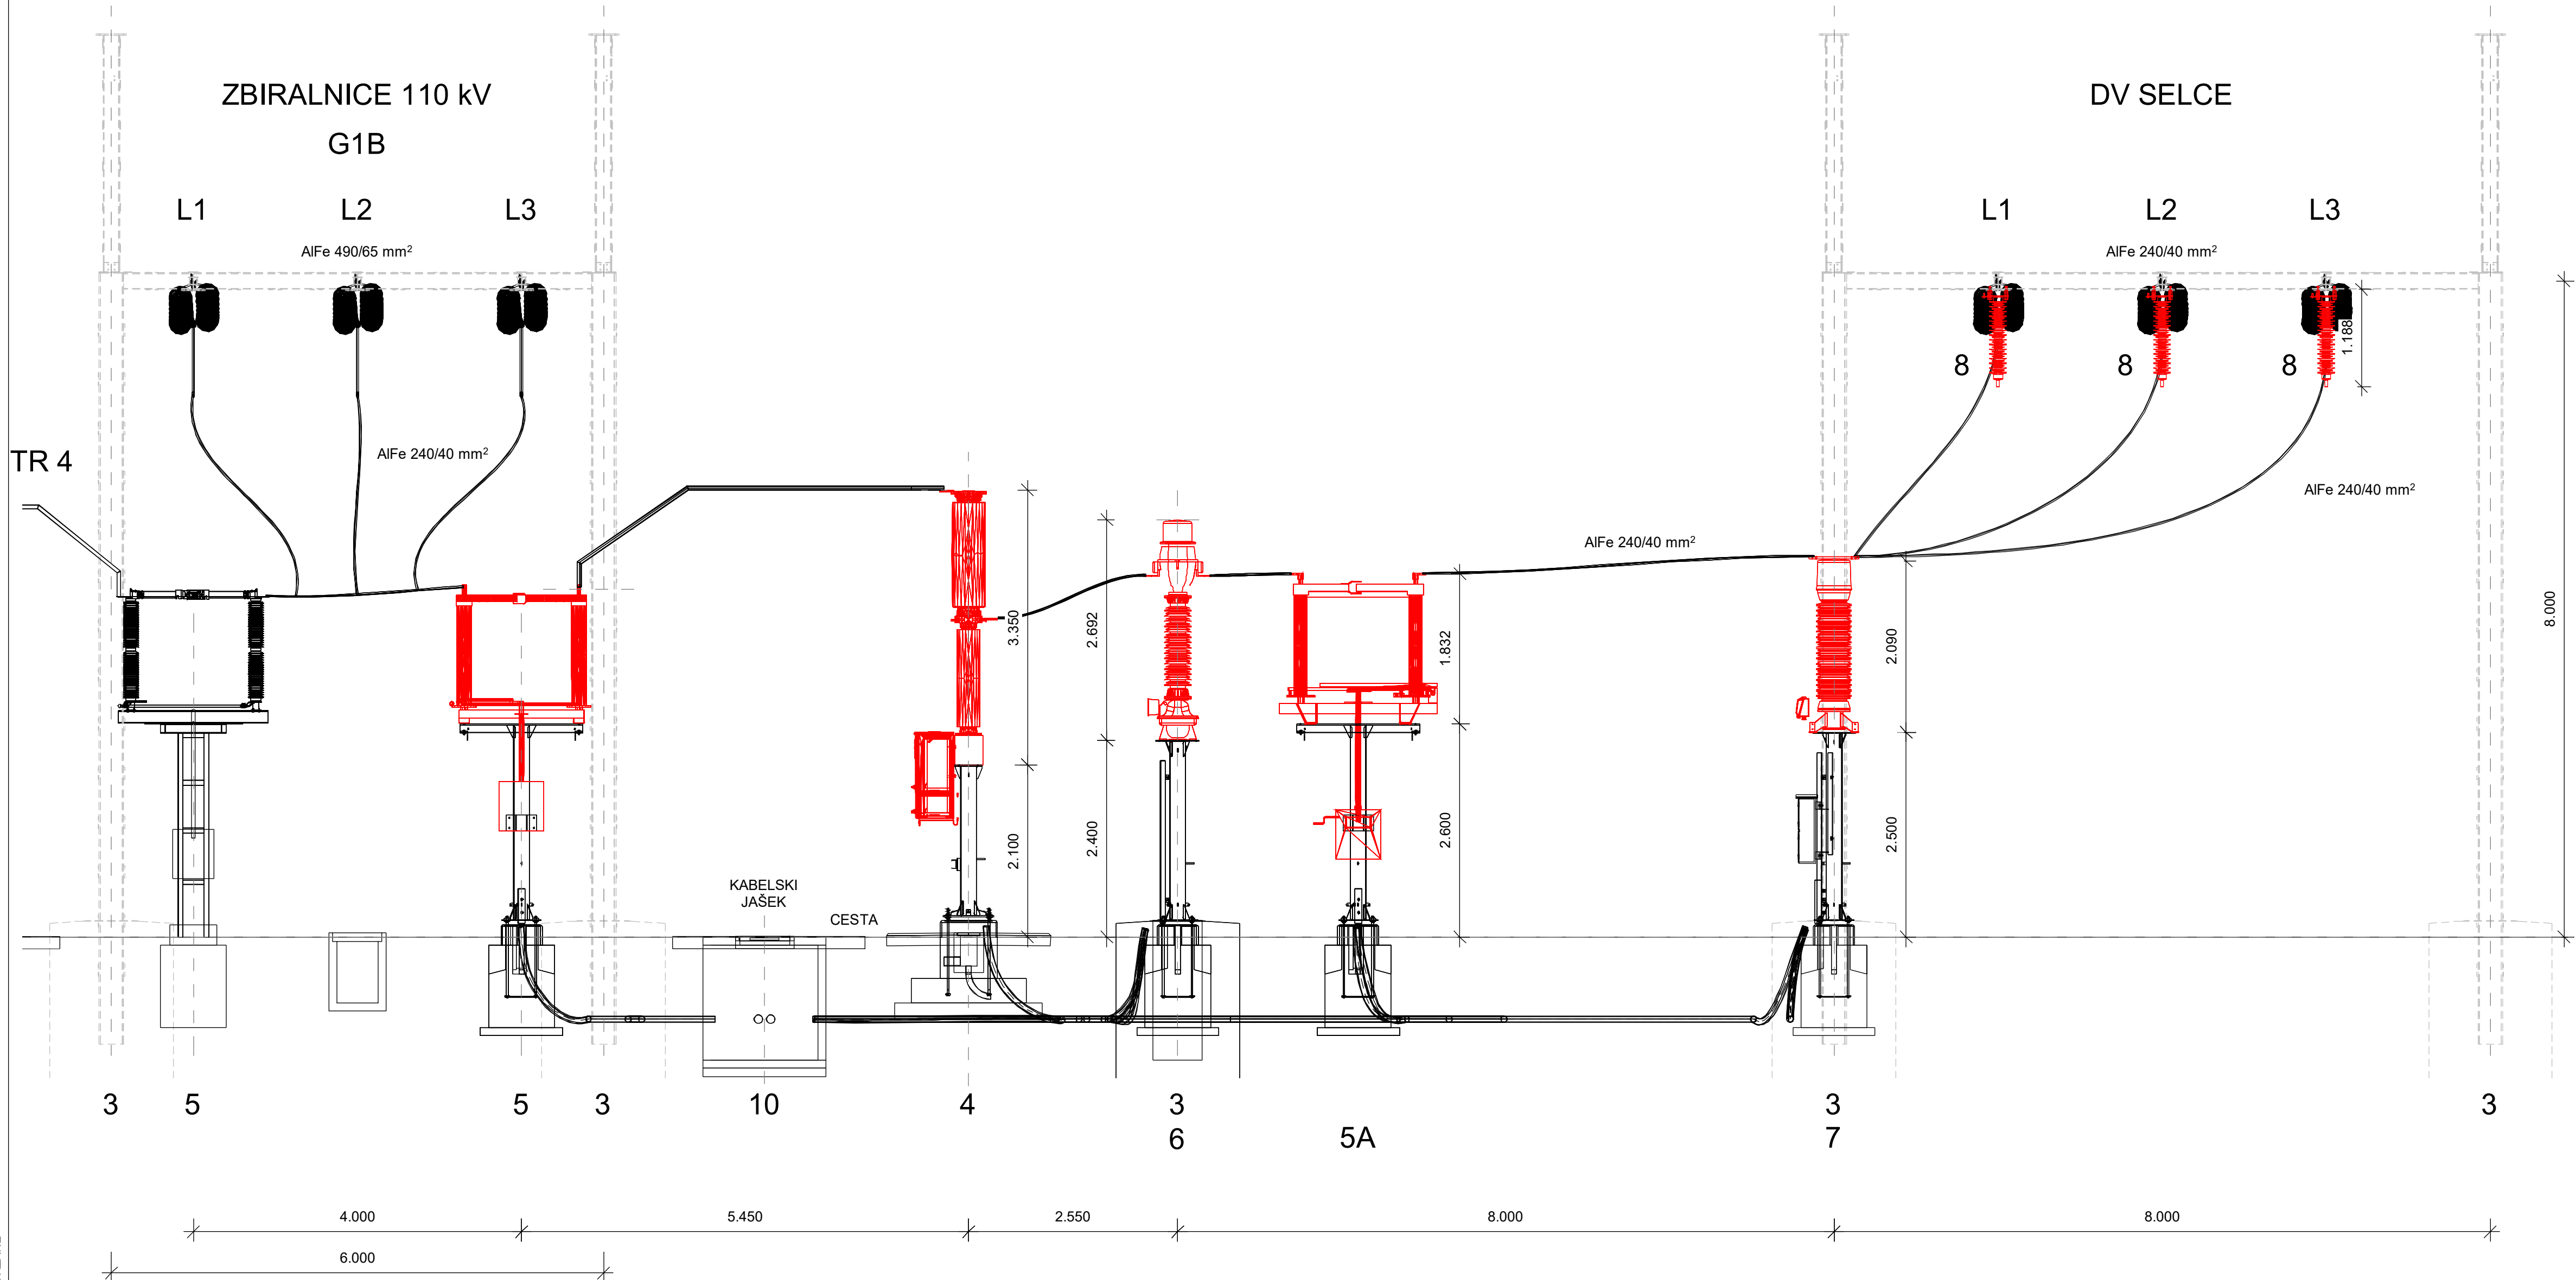 ZBIRALNICE 110 kV
G1B
DV SELCE
L1 L2 L3
L1 L2 L3
AlFe 490/65 mm²
AlFe 240/40 mm²
1.188
8 8 8
TR 4
AlFe 240/40 mm²
AlFe 240/40 mm²
AlFe 240/40 mm²
3.350
2.692
1.832
2.090
8.000
2.100
2.400
2.600
2.500
KABELSKI
JAŠEK
CESTA
3 5 5 3 10 4 3 3 3
6 5A 7
4.000 5.450 2.550 8.000 8.000
6.000